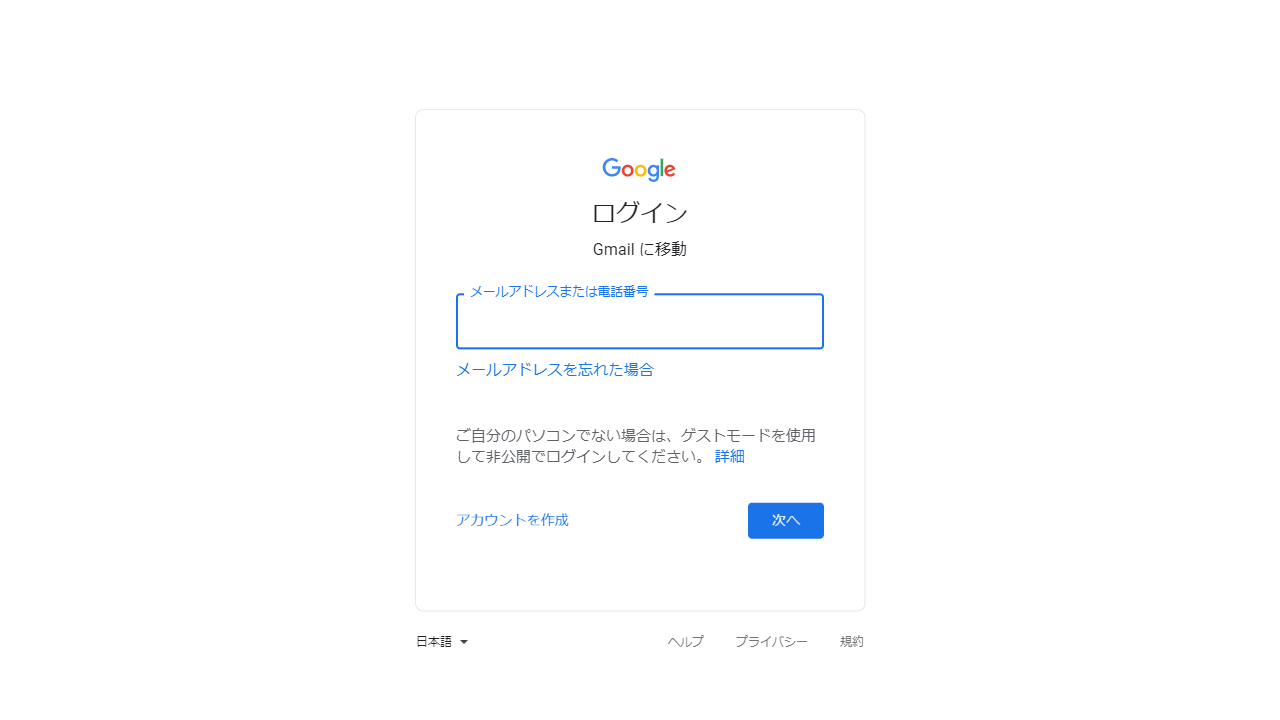 Google
ログイン
Gmail に移動
メールアドレスまたは電話番号
メールアドレスを忘れた場合
ご自分のパソコンでない場合は、ゲストモードを使用
して非公開でログインしてください。 詳細
アカウントを作成
次へ
日本語
ヘルプ
プライバシー
規約